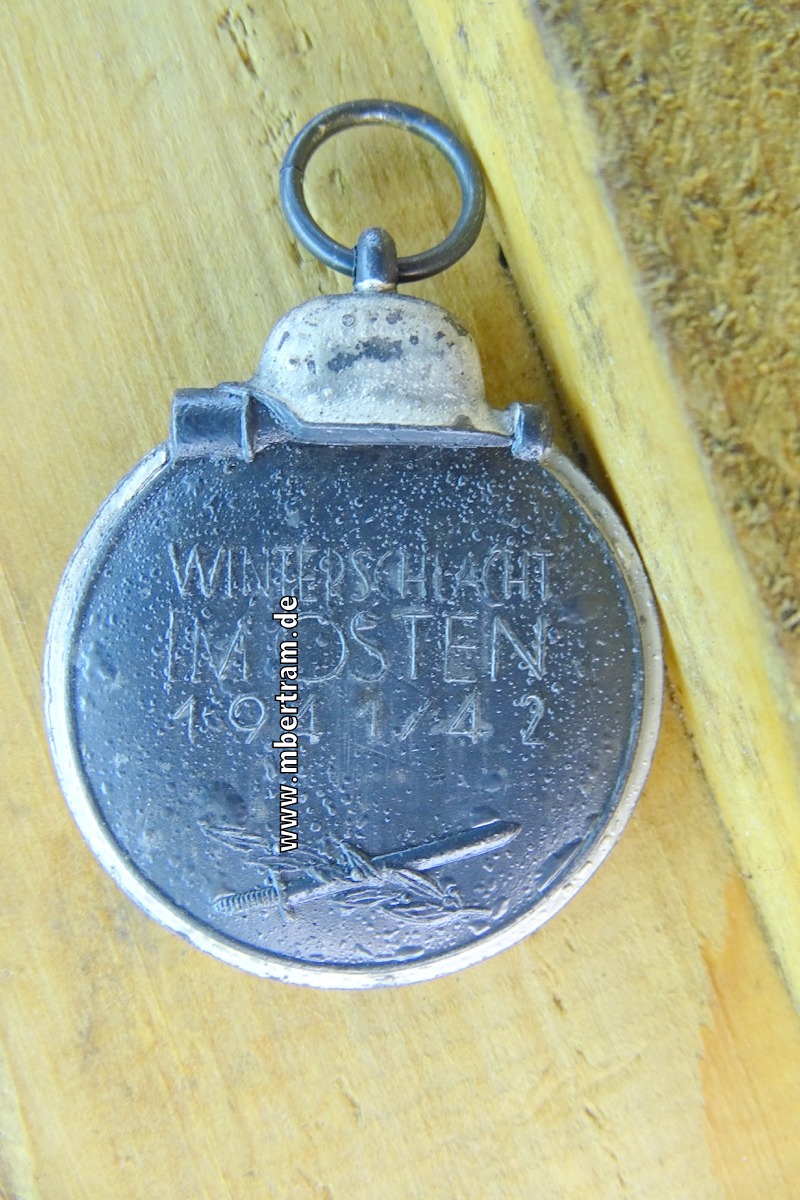 WINTERSCHLACHT
IM OSTEN
1941/42
www.mbertram.de